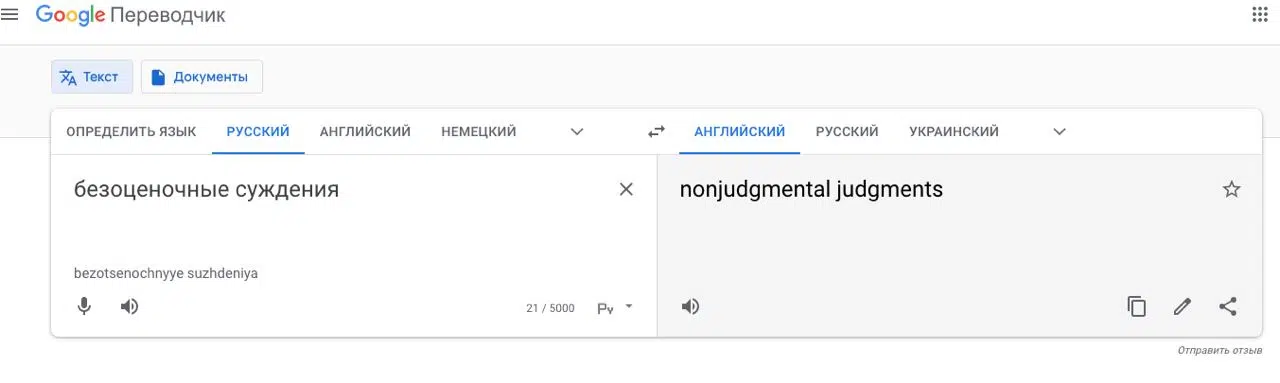 Google Переводчик
Текст Документы
ОПРЕДЕЛИТЬ ЯЗЫК РУССКИЙ АНГЛИЙСКИЙ НЕМЕЦКИЙ АНГЛИЙСКИЙ РУССКИЙ УКРАИНСКИЙ
безоценочные суждения nonjudgmental judgments
bezotsenochnyye suzhdeniya
21 / 5000 Ру
Отправить отзыв